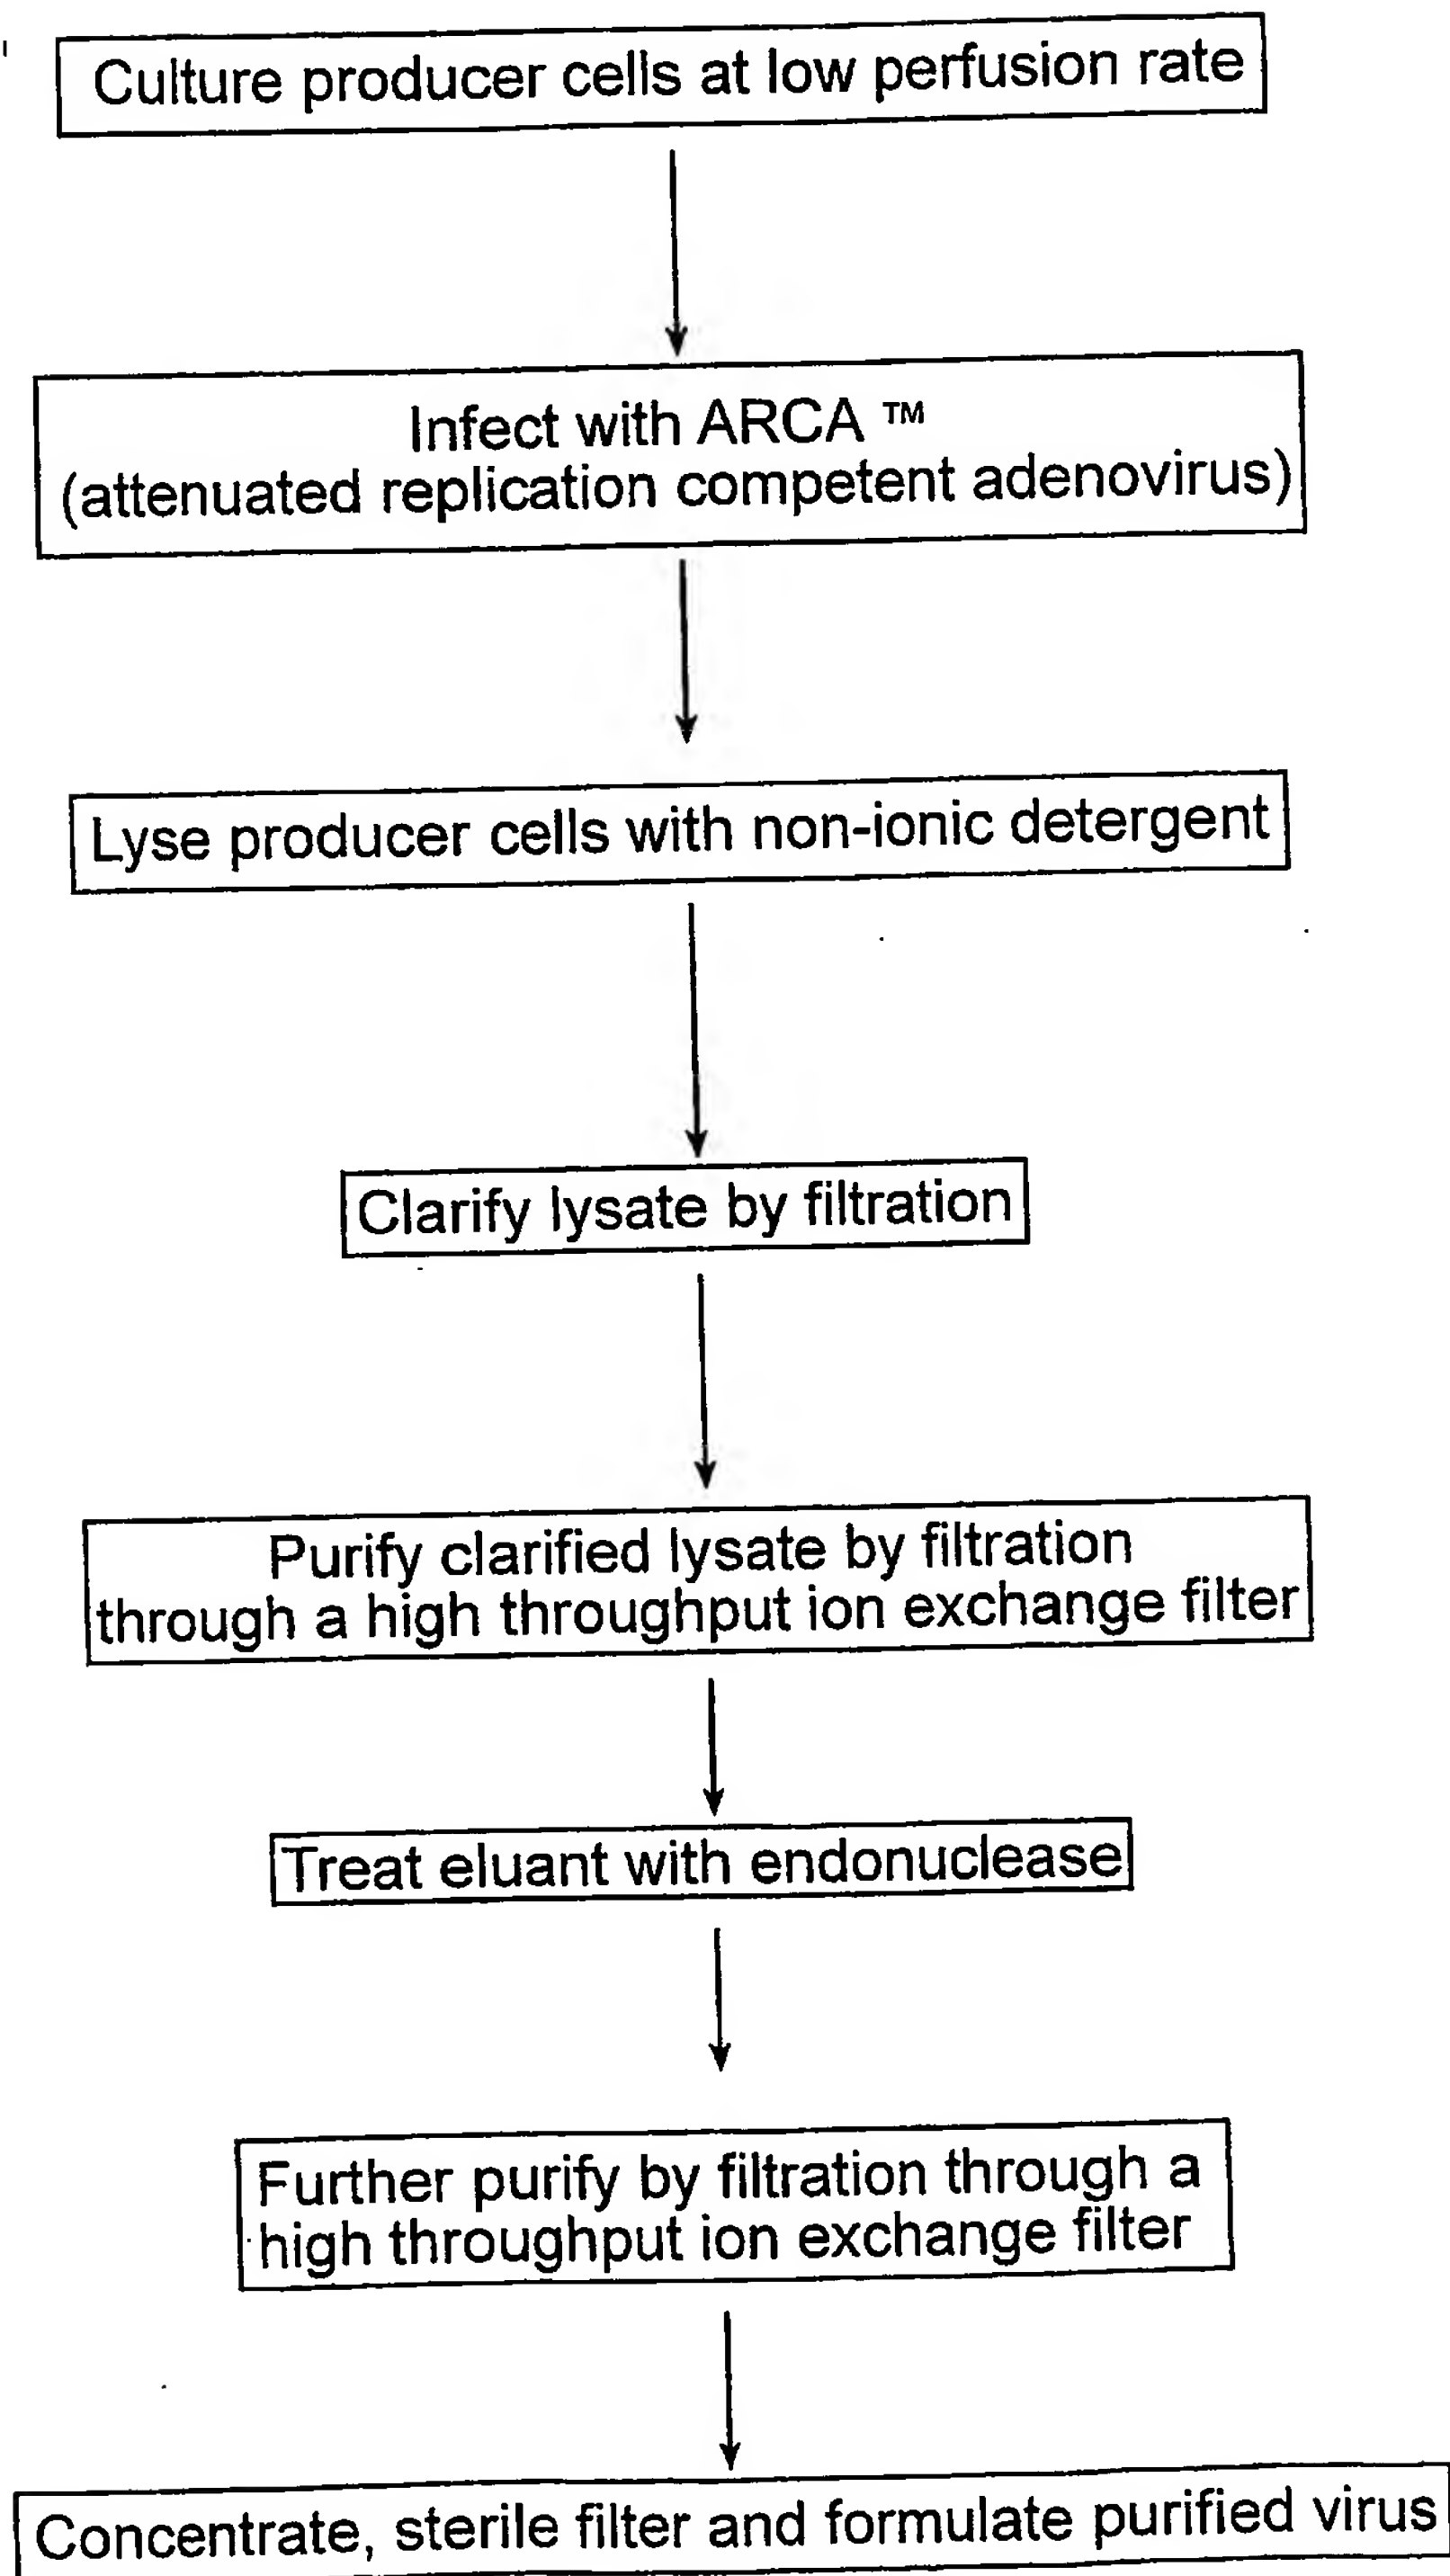 Culture producer cells at low perfusion rate
Infect with ARCA ™
(attenuated replication competent adenovirus)
Lyse producer cells with non-ionic detergent
Clarify lysate by filtration
Purify clarified lysate by filtration
through a high throughput ion exchange filter
Treat eluant with endonuclease
Further purify by filtration through a
high throughput ion exchange filter
Concentrate, sterile filter and formulate purified virus